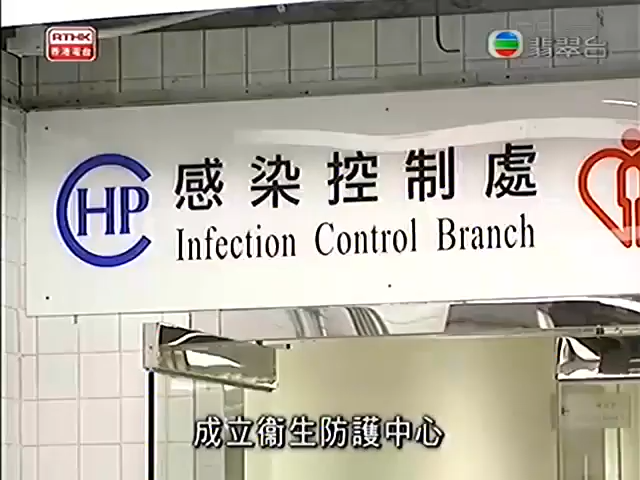 RTHK
香港電台
翡翠台
CHP
感染控制處
Infection Control Branch
成立衞生防護中心